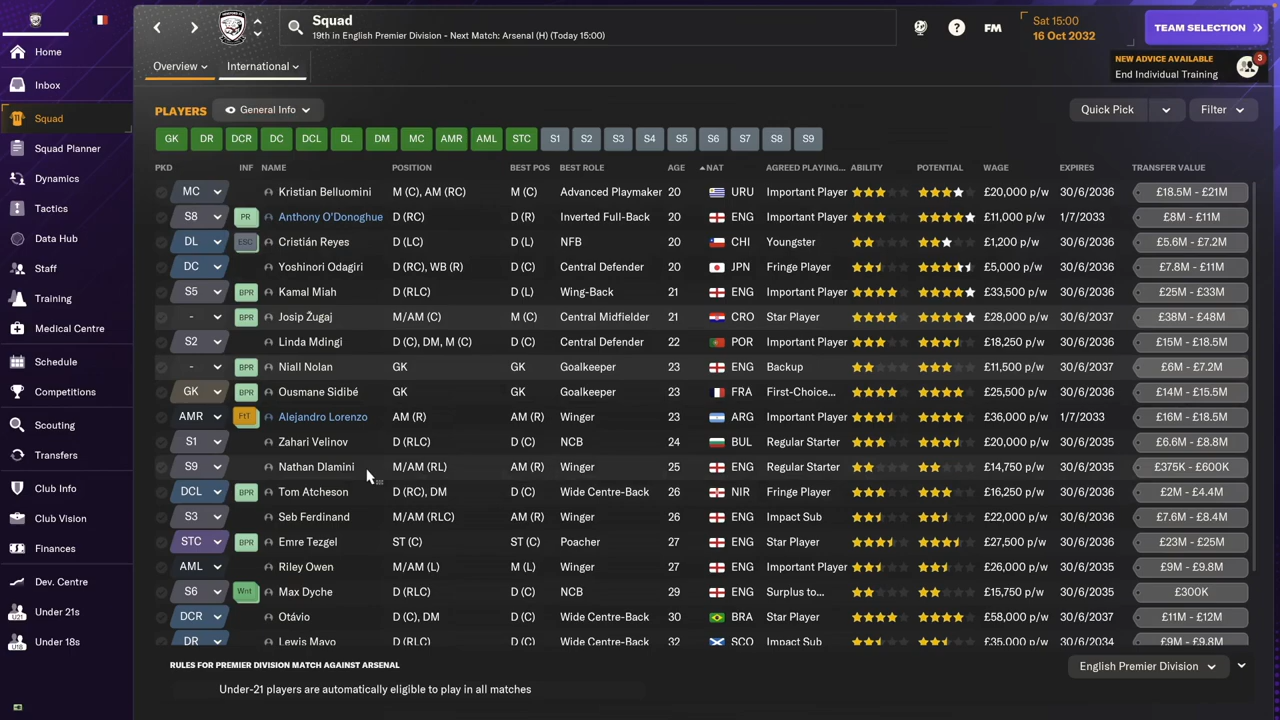 Home
Inbox
Squad
Squad Planner
Dynamics
Tactics
Data Hub
Staff
Training
Medical Centre
Schedule
Competitions
Scouting
Transfers
Club Info
Club Vision
Finances
Dev. Centre
Under 21s
Under 18s
Squad
19th in English Premier Division - Next Match: Arsenal (H) (Today 15:00)
FM
Sat 15:00
16 Oct 2032
TEAM SELECTION
NEW ADVICE AVAILABLE
End Individual Training
3
Overview International
PLAYERS General Info Quick Pick Filter
GK DR DCR DC DCL DL DM MC AMR AML STC S1 S2 S3 S4 S5 S6 S7 S8 S9
PKD INF NAME POSITION BEST POS BEST ROLE AGE NAT AGREED PLAYING... ABILITY POTENTIAL WAGE EXPIRES TRANSFER VALUE
MC Kristian Belluomini M (C), AM (RC) M (C) Advanced Playmaker 20 URU Important Player £20,000 p/w 30/6/2036 £18.5M - £21M
S8 PR Anthony O'Donoghue D (RC) D (R) Inverted Full-Back 20 ENG Important Player £11,000 p/w 1/7/2033 £8M - £11M
DL ESC Cristián Reyes D (LC) D (L) NFB 20 CHI Youngster £1,200 p/w 30/6/2036 £5.6M - £7.2M
DC Yoshinori Odagiri D (RC), WB (R) D (C) Central Defender 20 JPN Fringe Player £5,000 p/w 30/6/2036 £7.8M - £11M
S5 BPR Kamal Miah D (RLC) D (L) Wing-Back 21 ENG Important Player £33,500 p/w 30/6/2036 £25M - £33M
- BPR Josip Žugaj M/AM (C) M (C) Central Midfielder 21 CRO Star Player £28,000 p/w 30/6/2037 £38M - £48M
S2 Linda Mdingi D (C), DM, M (C) D (C) Central Defender 22 POR Important Player £18,250 p/w 30/6/2036 £15M - £18.5M
- BPR Niall Nolan GK GK Goalkeeper 23 ENG Backup £11,500 p/w 30/6/2037 £6M - £7.2M
GK BPR Ousmane Sidibé GK GK Goalkeeper 23 FRA First-Choice... £25,500 p/w 30/6/2036 £14M - £15.5M
AMR FtT Alejandro Lorenzo AM (R) AM (R) Winger 23 ARG Important Player £36,000 p/w 1/7/2033 £16M - £18.5M
S1 Zahari Velinov D (RLC) D (C) NCB 24 BUL Regular Starter £20,000 p/w 30/6/2035 £6.6M - £8.8M
S9 Nathan Dlamini M/AM (RL) AM (R) Winger 25 ENG Regular Starter £14,750 p/w 30/6/2035 £375K - £600K
DCL BPR Tom Atcheson D (RC), DM D (C) Wide Centre-Back 26 NIR Fringe Player £16,250 p/w 30/6/2036 £2M - £4.4M
S3 Seb Ferdinand M/AM (RLC) AM (R) Winger 26 ENG Impact Sub £22,000 p/w 30/6/2036 £7.6M - £8.4M
STC BPR Emre Tezgel ST (C) ST (C) Poacher 27 ENG Star Player £27,500 p/w 30/6/2036 £23M - £25M
AML Riley Owen M/AM (L) M (L) Winger 27 ENG Important Player £26,000 p/w 30/6/2035 £9M - £9.8M
S6 Wnt Max Dyche D (RLC) D (C) NCB 29 ENG Surplus to... £15,750 p/w 30/6/2035 £300K
DCR Otávio D (C), DM D (C) Wide Centre-Back 30 BRA Star Player £58,000 p/w 30/6/2037 £11M - £12M
DR Lewis Mayo D (RLC) D (C) Wide Centre-Back 32 SCO Impact Sub £35,000 p/w 30/6/2034 £9M - £9.8M
RULES FOR PREMIER DIVISION MATCH AGAINST ARSENAL English Premier Division
Under-21 players are automatically eligible to play in all matches